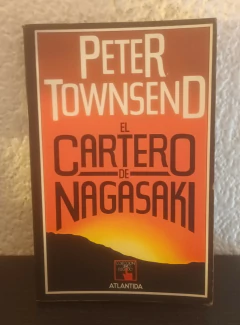 PETER
TOWNSEND
EL
CARTERO
DE
NAGASAKI
ATLANTIDA